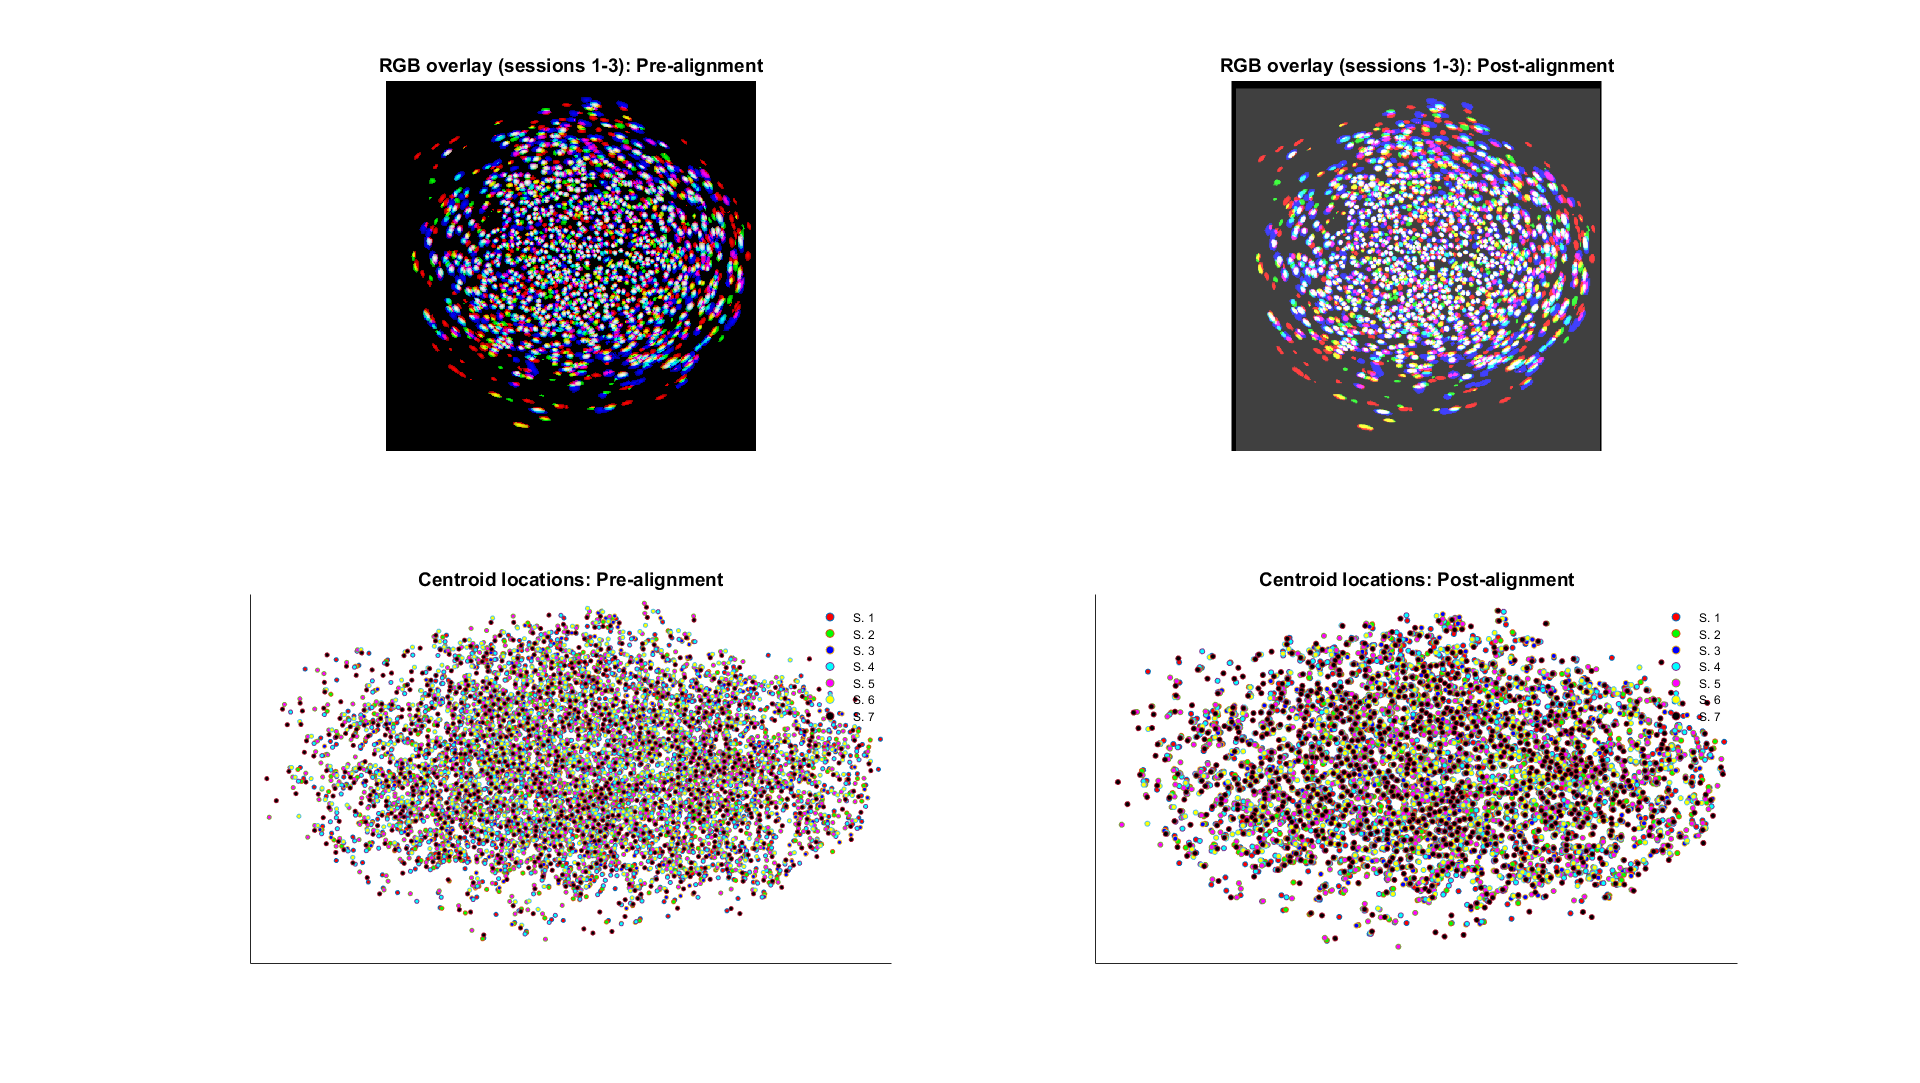 RGB overlay (sessions 1-3): Pre-alignment
RGB overlay (sessions 1-3): Post-alignment
Centroid locations: Pre-alignment
S. 1
S. 2
S. 3
S. 4
S. 5
S. 6
S. 7
Centroid locations: Post-alignment
S. 1
S. 2
S. 3
S. 4
S. 5
S. 6
S. 7